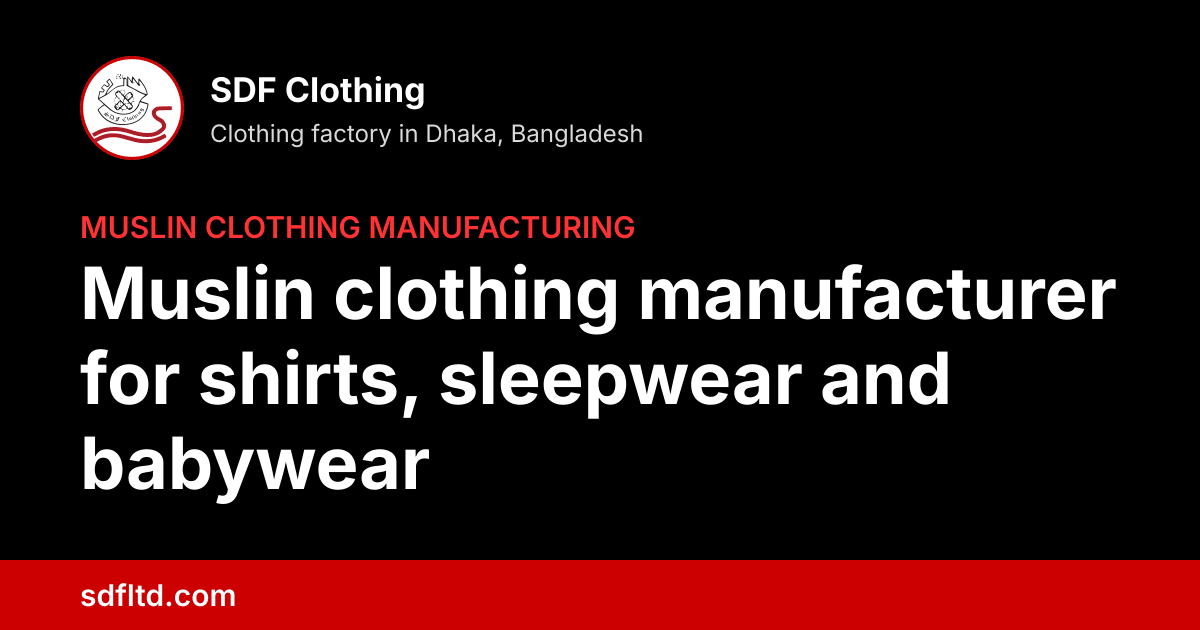 SDF Clothing
Clothing factory in Dhaka, Bangladesh
MUSLIN CLOTHING MANUFACTURING
Muslin clothing manufacturer
for shirts, sleepwear and
babywear
sdfltd.com